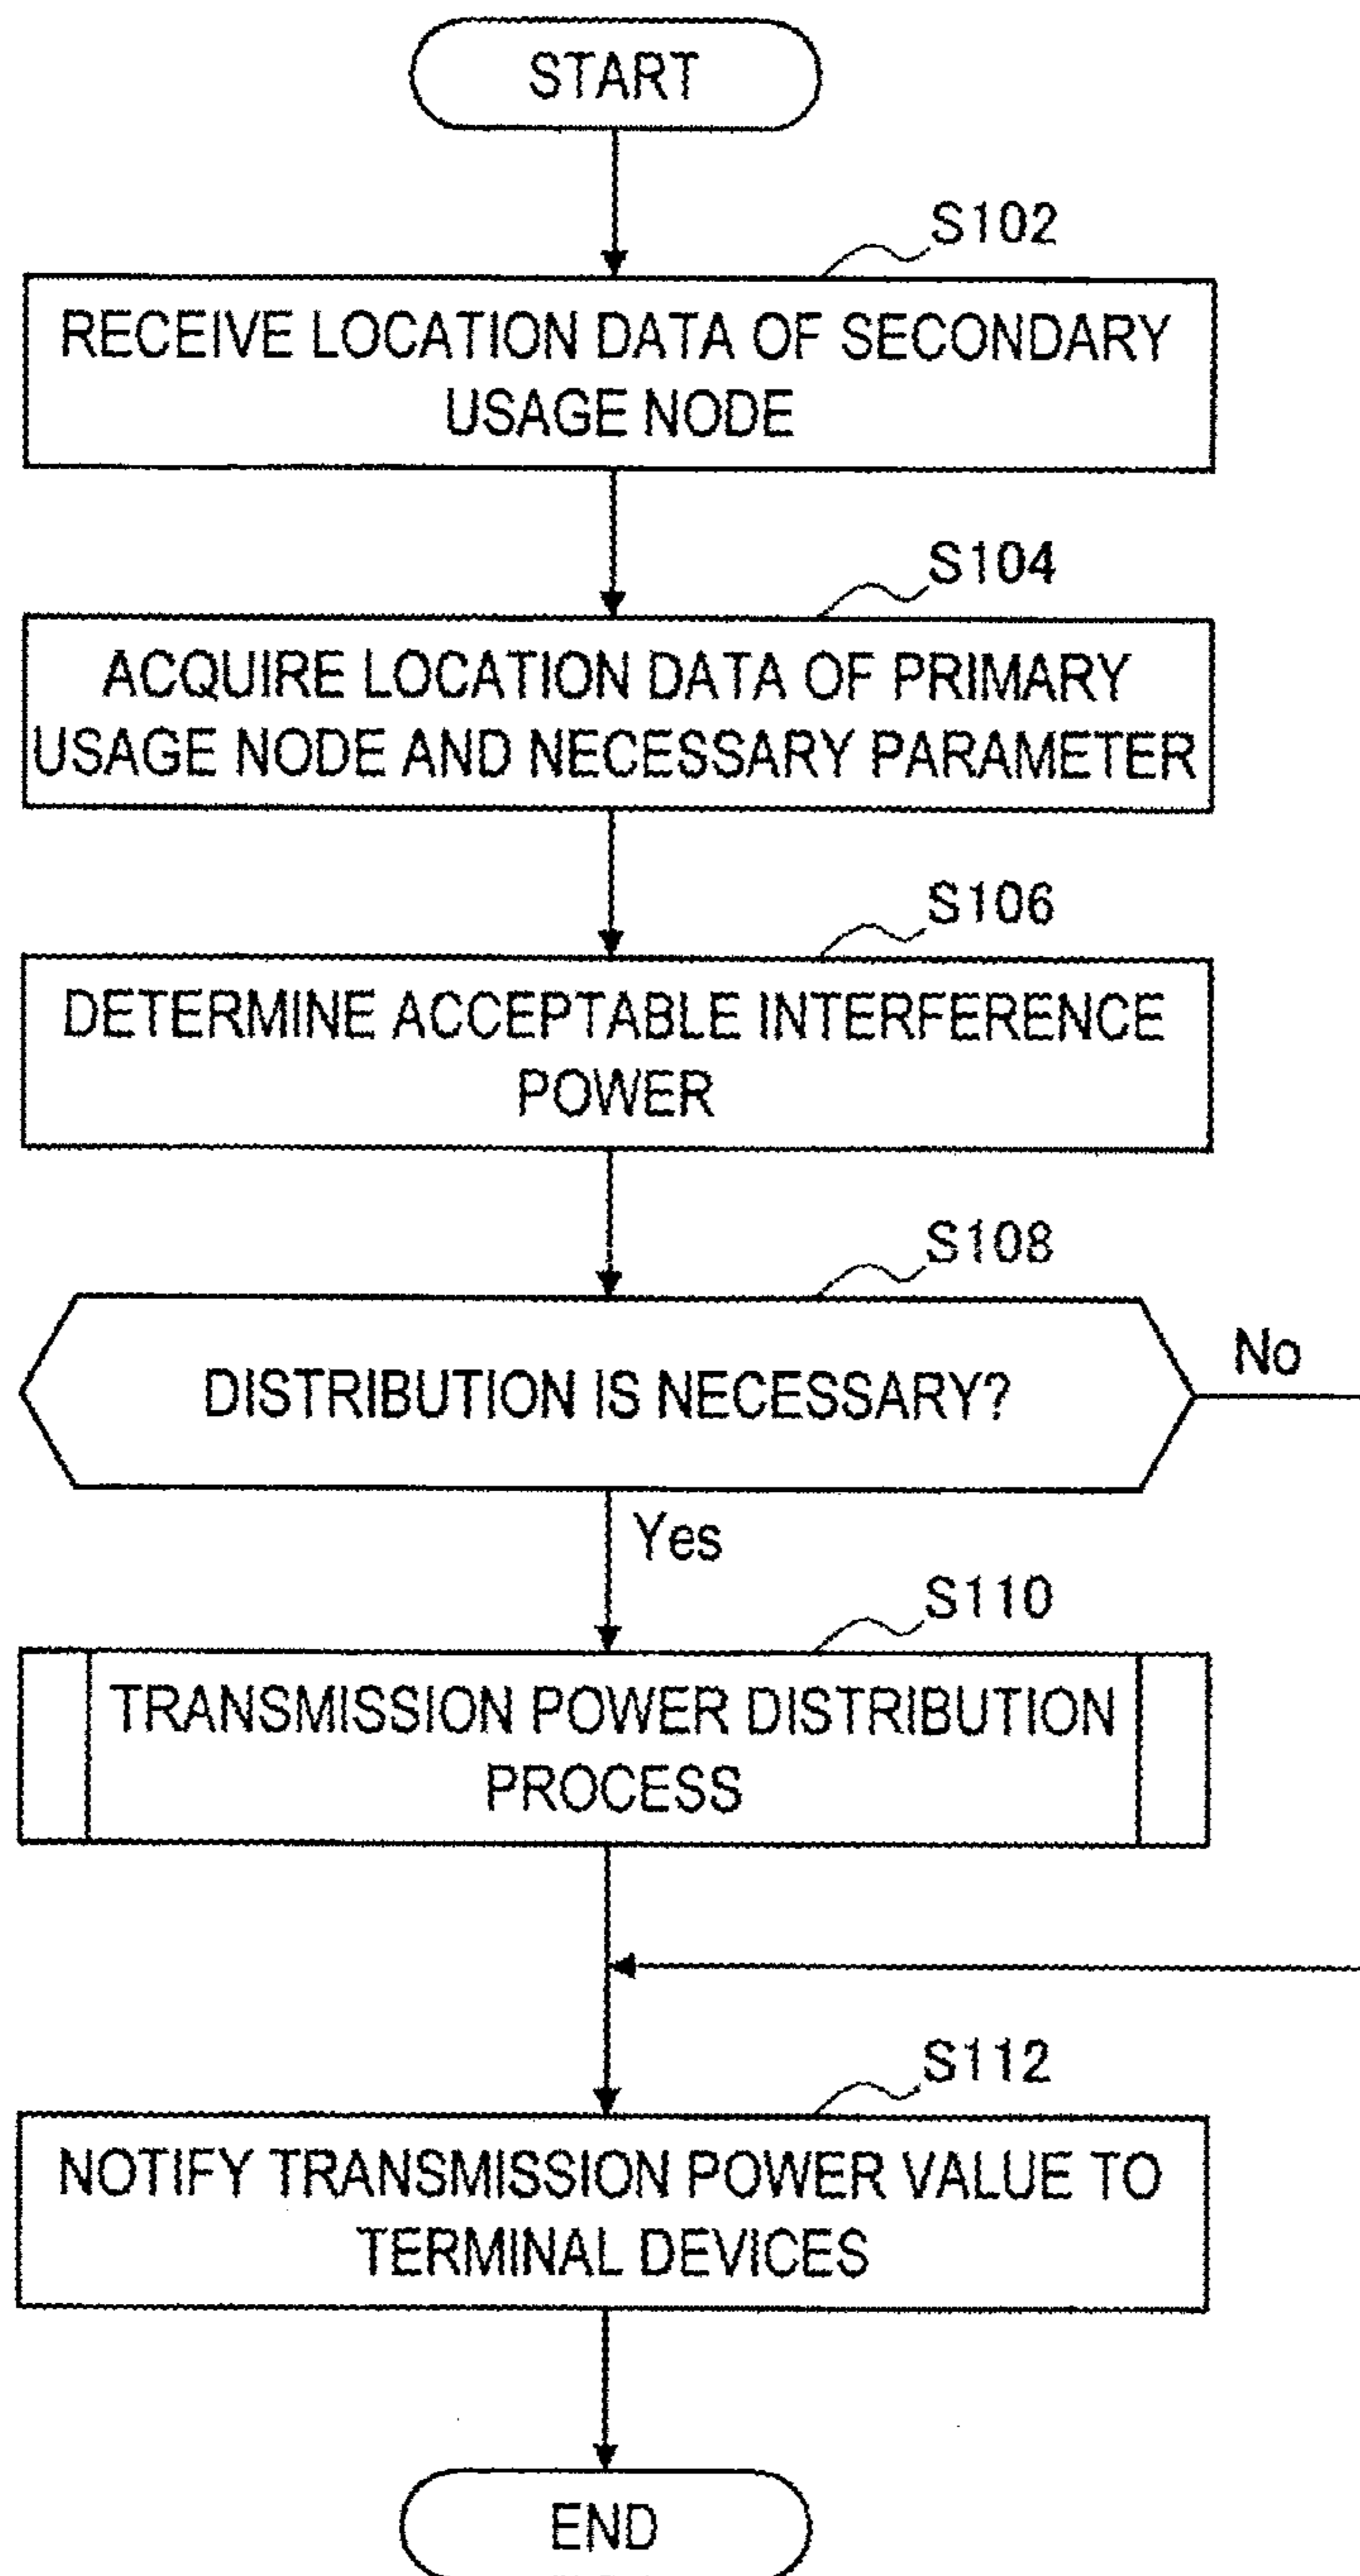 START
S102
RECEIVE LOCATION DATA OF SECONDARY
USAGE NODE
S104
ACQUIRE LOCATION DATA OF PRIMARY
USAGE NODE AND NECESSARY PARAMETER
S106
DETERMINE ACCEPTABLE INTERFERENCE
POWER
S108
DISTRIBUTION IS NECESSARY?
No
Yes
S110
TRANSMISSION POWER DISTRIBUTION
PROCESS
S112
NOTIFY TRANSMISSION POWER VALUE TO
TERMINAL DEVICES
END